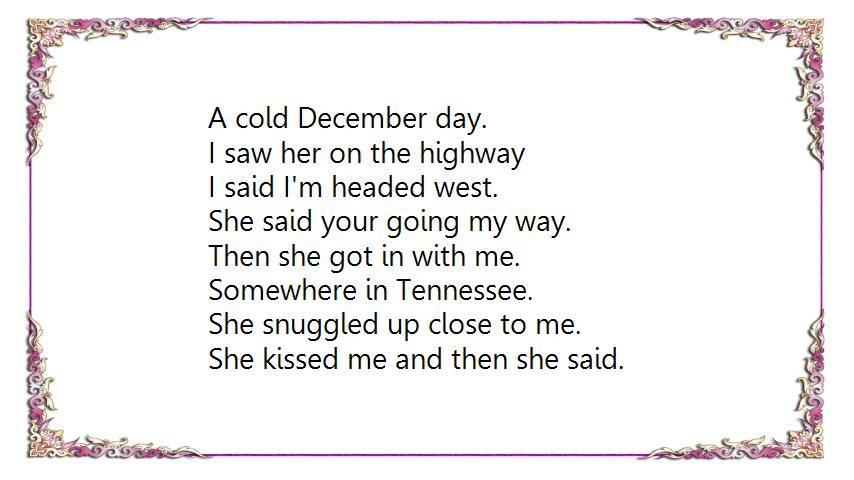 A cold December day.
I saw her on the highway
I said I'm headed west.
She said your going my way.
Then she got in with me.
Somewhere in Tennessee.
She snuggled up close to me.
She kissed me and then she said.